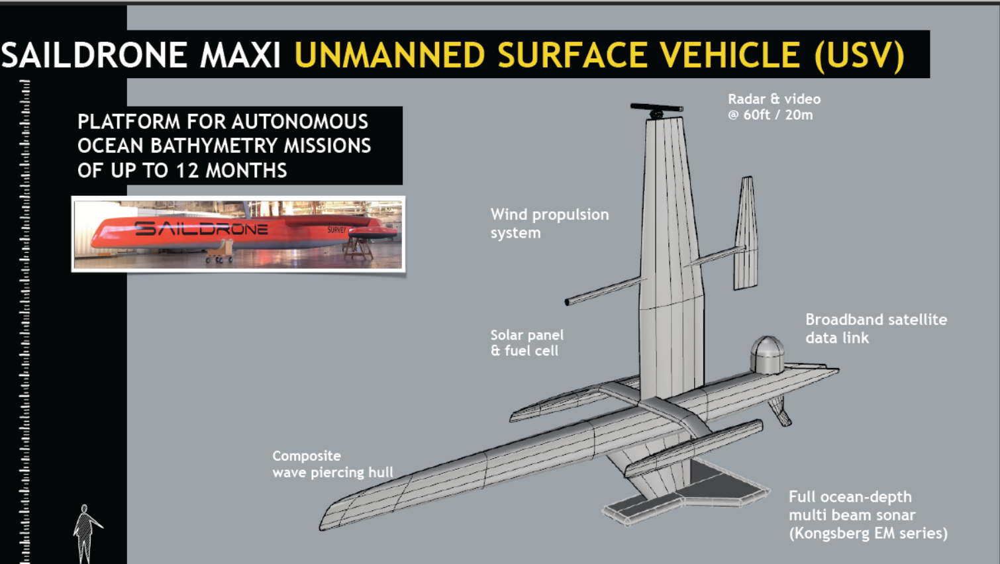 SAILDRONE MAXI UNMANNED SURFACE VEHICLE (USV)
PLATFORM FOR AUTONOMOUS
OCEAN BATHYMETRY MISSIONS
OF UP TO 12 MONTHS
SAILDRONE
SURVEY
Radar & video
@ 60ft / 20m
Wind propulsion
system
Solar panel
& fuel cell
Broadband satellite
data link
Composite
wave piercing hull
Full ocean-depth
multi beam sonar
(Kongsberg EM series)